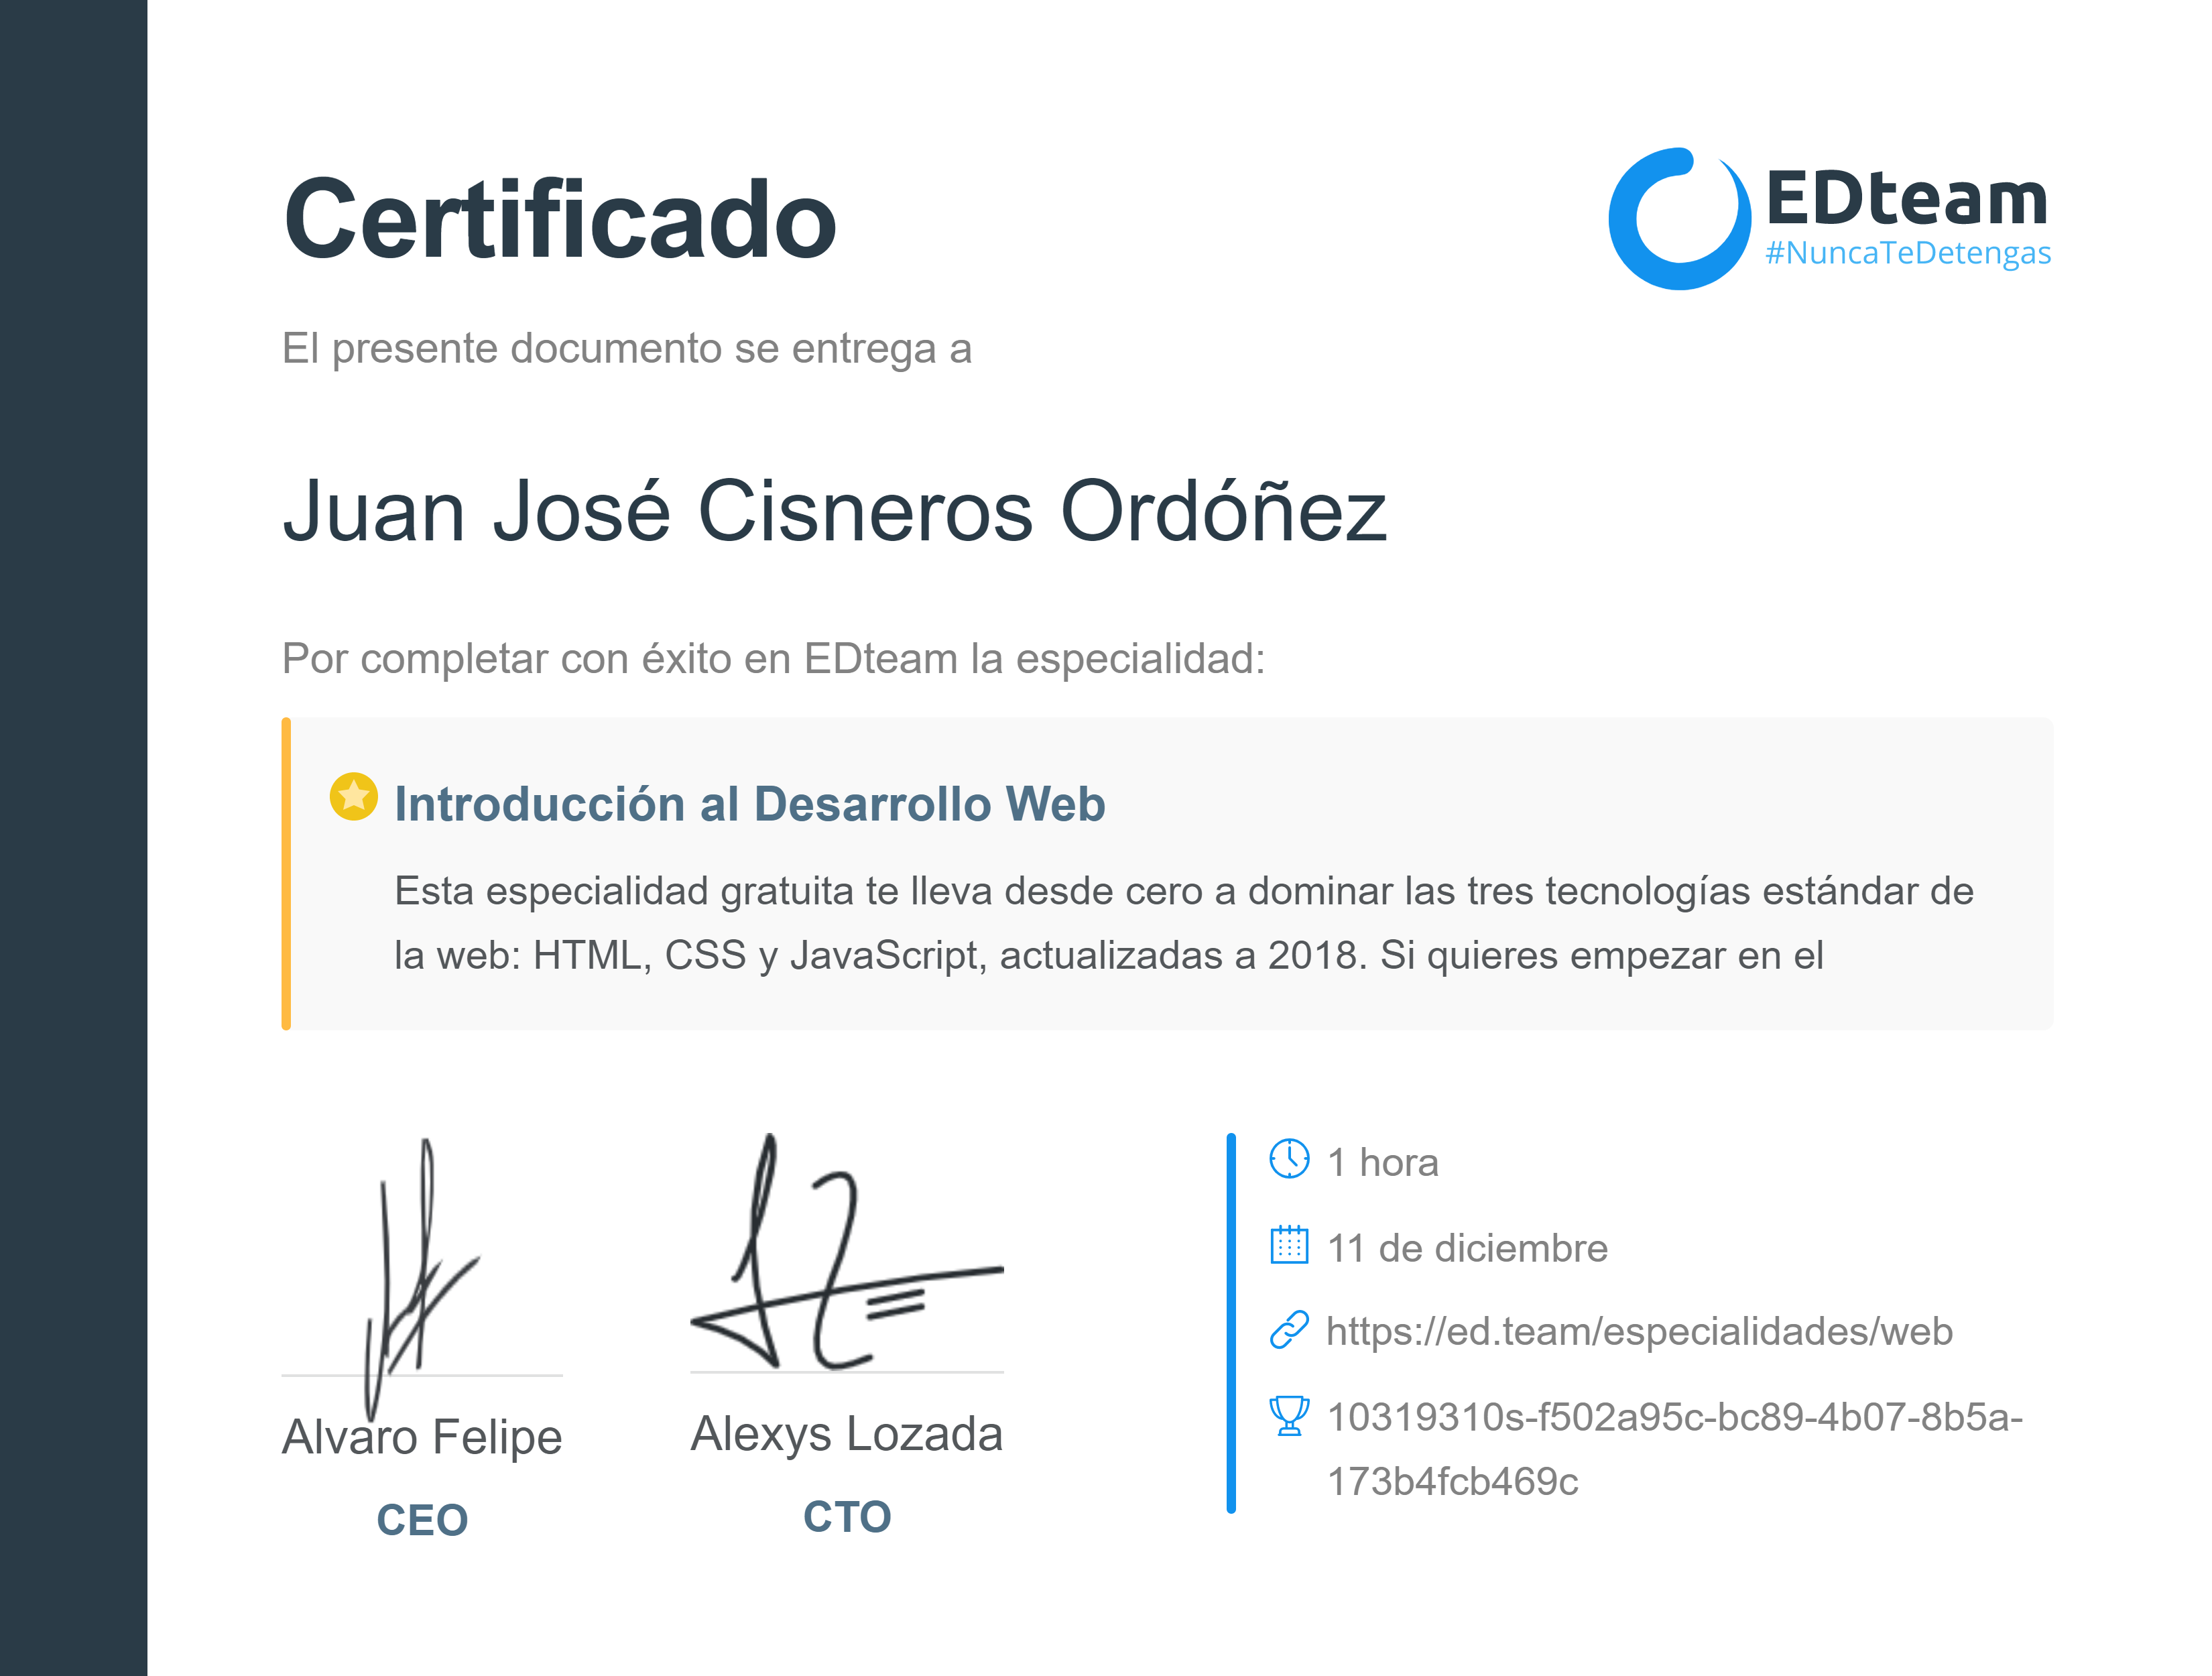 Certificado
EDteam
#NuncaTeDetengas
El presente documento se entrega a
Juan José Cisneros Ordóñez
Por completar con éxito en EDteam la especialidad:
Introducción al Desarrollo Web
Esta especialidad gratuita te lleva desde cero a dominar las tres tecnologías estándar de
la web: HTML, CSS y JavaScript, actualizadas a 2018. Si quieres empezar en el
Alvaro Felipe
CEO
Alexys Lozada
CTO
1 hora
11 de diciembre
https://ed.team/especialidades/web
10319310s-f502a95c-bc89-4b07-8b5a-
173b4fcb469c